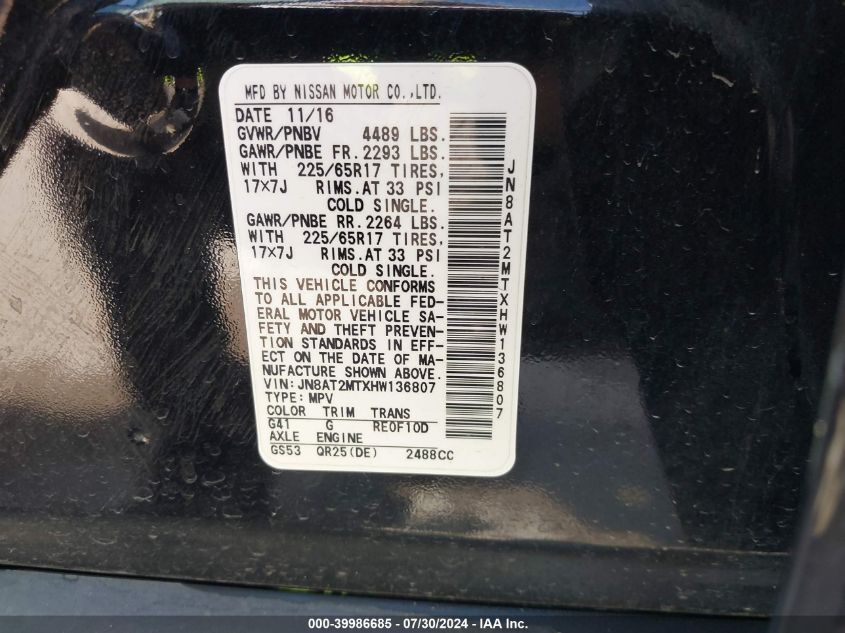 MFD BY NISSAN MOTOR CO.,LTD.
DATE 11/16
GVWR/PNBV 4489 LBS.
GAWR/PNBE FR. 2293 LBS.
WITH 225/65R17 TIRES,
17×7J RIMS.AT 33 PSI
COLD SINGLE.
GAWR/PNBE RR. 2264 LBS.
WITH 225/65R17 TIRES,
17×7J RIMS.AT 33 PSI
COLD SINGLE.
THIS VEHICLE CONFORMS
TO ALL APPLICABLE FED-
ERAL MOTOR VEHICLE SA-
FETY AND THEFT PREVEN-
TION STANDARDS IN EFF-
ECT ON THE DATE OF MA-
NUFACTURE SHOWN ABOVE.
VIN: JN8AT2MTXHW136807
TYPE: MPV
COLOR TRIM TRANS
G41 G RE0F10D
AXLE ENGINE
GS53 QR25(DE) 2488CC
JN8AT2MTXHW136807
000-39986685 - 07/30/2024 - IAA Inc.